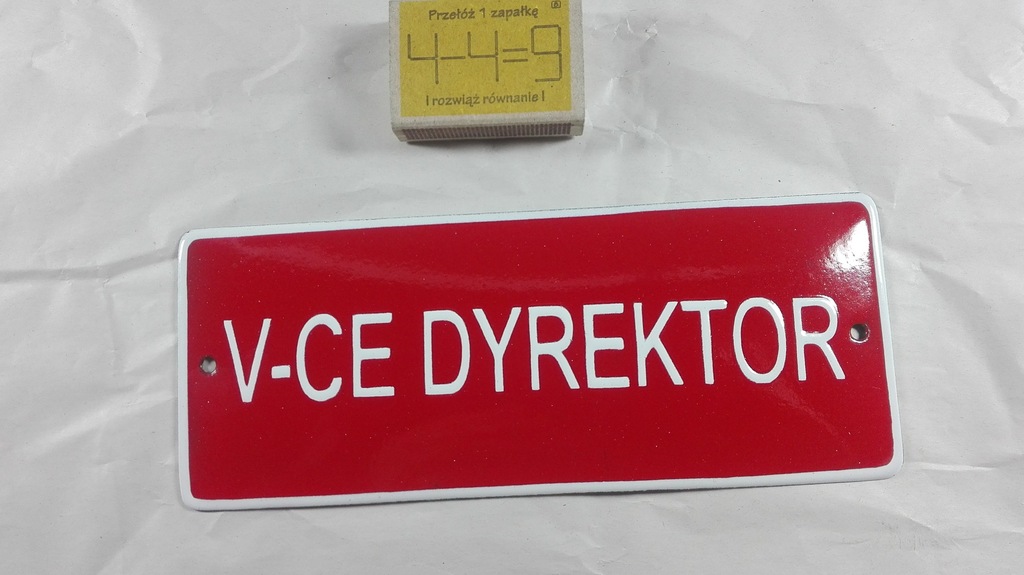 Przełóż 1 zapałkę
4-4=9
I rozwiąż równanie!
V-CE DYREKTOR